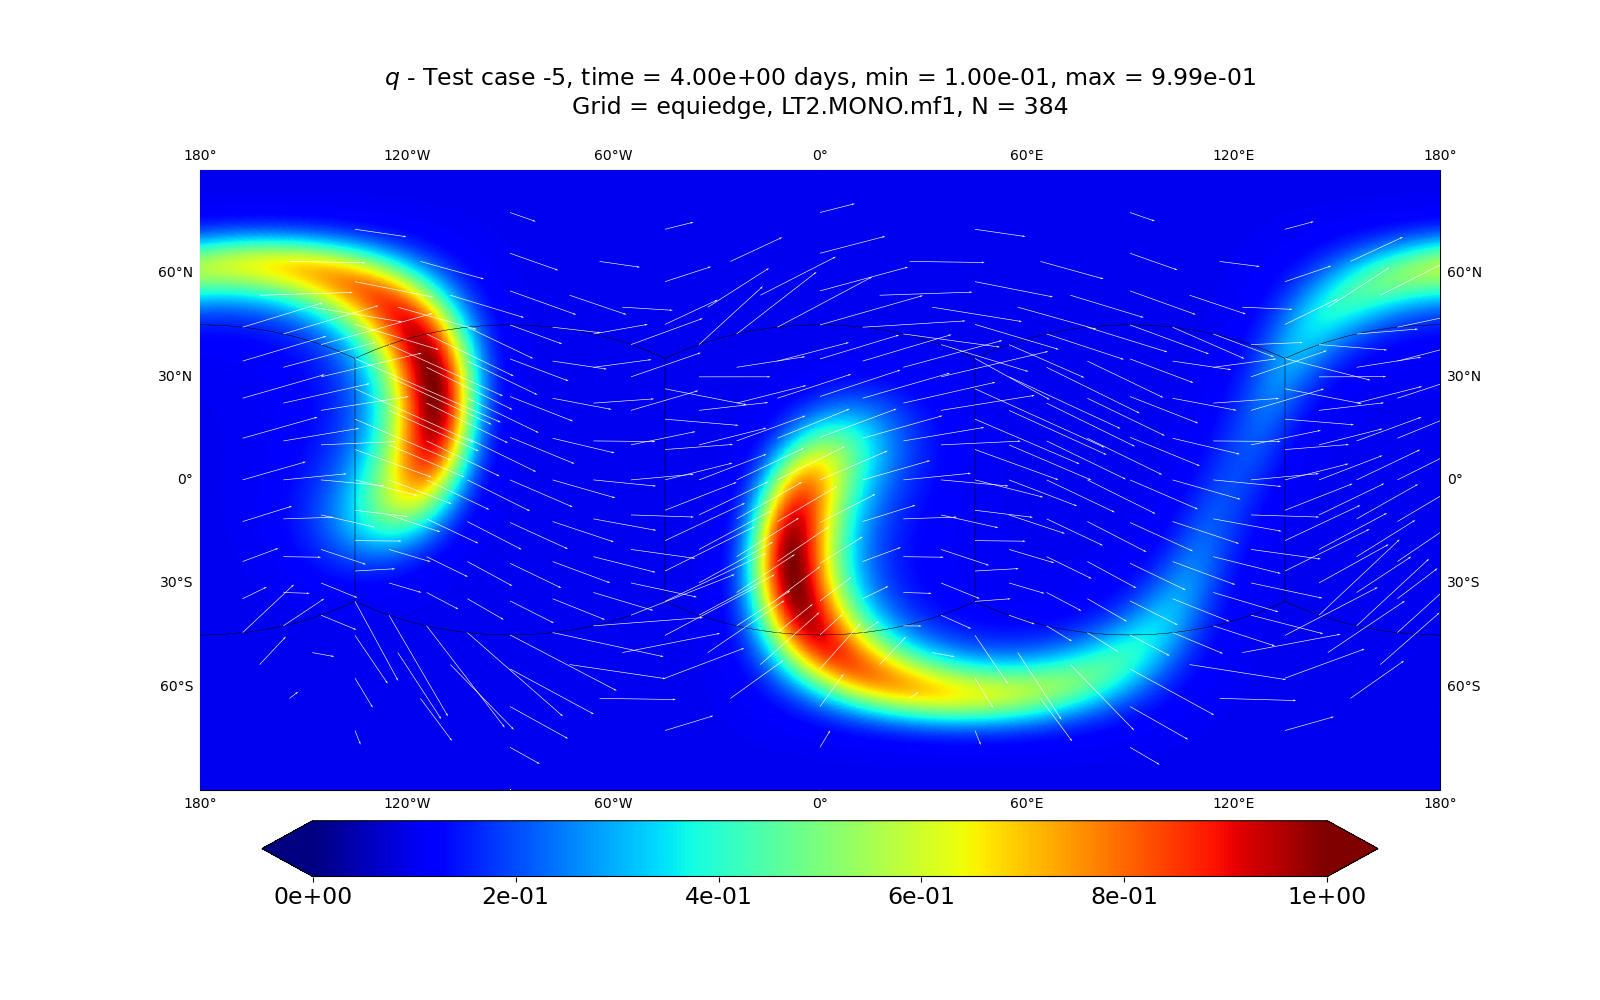 q - Test case -5, time = 4.00e+00 days, min = 1.00e-01, max = 9.99e-01
Grid = equiedge, LT2.MONO.mf1, N = 384
180° 120°W 60°W 0° 60°E 120°E 180°
60°N 60°N
30°N 30°N
0° 0°
30°S 30°S
60°S 60°S
180° 120°W 60°W 0° 60°E 120°E 180°
0e+00 2e-01 4e-01 6e-01 8e-01 1e+00